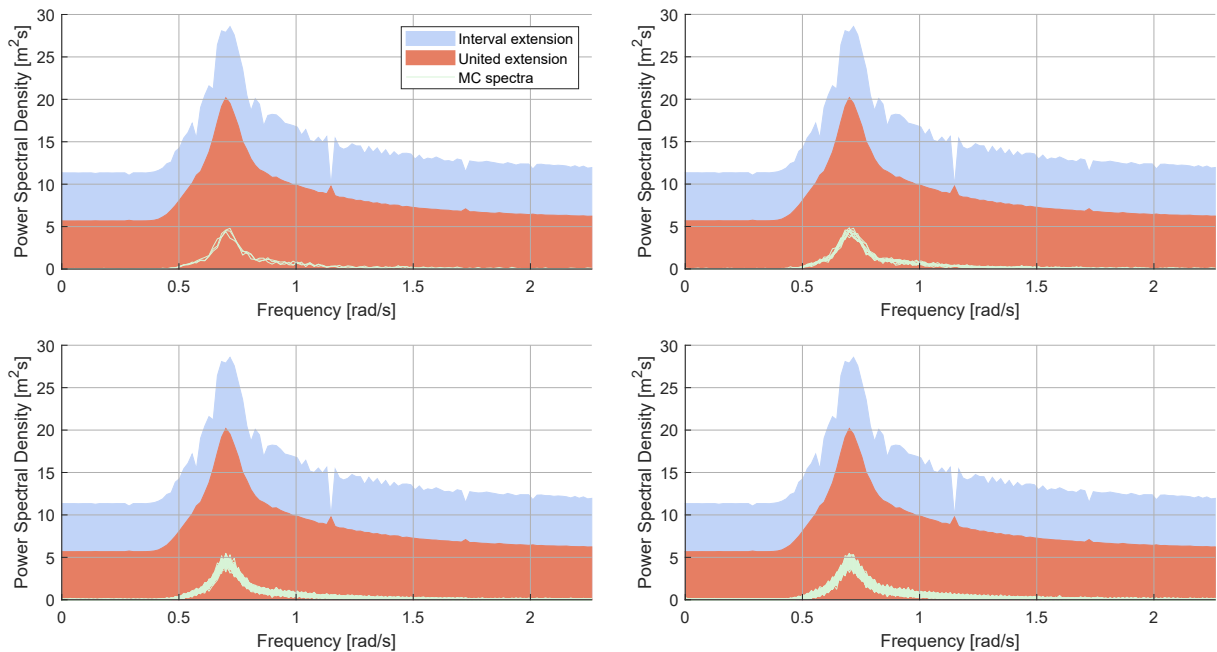 30
25
20
15
10
5
0
Power Spectral Density [m²s]
0 0.5 1 1.5 2
Frequency [rad/s]
Interval extension
United extension
MC spectra
30
25
20
15
10
5
0
Power Spectral Density [m²s]
0 0.5 1 1.5 2
Frequency [rad/s]
30
25
20
15
10
5
0
Power Spectral Density [m²s]
0 0.5 1 1.5 2
Frequency [rad/s]
30
25
20
15
10
5
0
Power Spectral Density [m²s]
0 0.5 1 1.5 2
Frequency [rad/s]